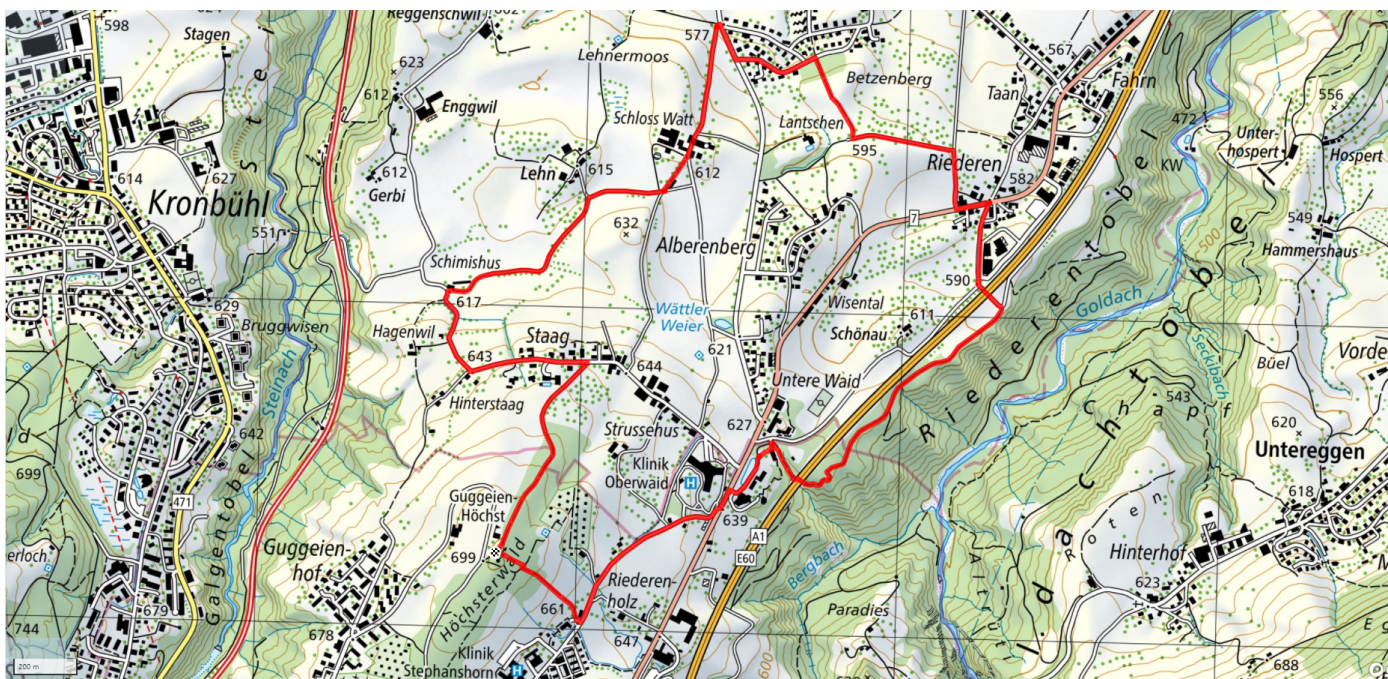 598
Stagen
Reggenschwil
602
577
Lehnermoos
567
Betzenberg
Taan
Fahrn
556
623
612
Enggwil
Schloss Watt
Lantschen
595
472
Unter-
hospert
Hospert
614
627
Kronbühl
Steinach
612
Gerbi
Lehn
615
612
Riederen
582
KW
549
Hammershaus
500
551
632
Alberenberg
7
Schimishus
617
590
Goldach
629
Bruggwisen
Hagenwil
Wättler
Weier
Wisental
611
Schönau
Riederentobel
Seckibach
Büel
Vorde
643
Staag
644
621
Untere Waid
Chapf
543
642
Hinterstaag
Strussehus
627
620
Untereggen
699
Klinik
Oberwaid
H
618
471
Galgentobel
Guggeien-
Höchst
639
A1
E60
Roten
Hinterhof
erloch
Guggeien-
hof
699
Höchsterwald
Riederen-
holz
Bergbach
623
679
661
Paradies
744
678
647
600
Klinik
Stephanshorn
H
688
200 m